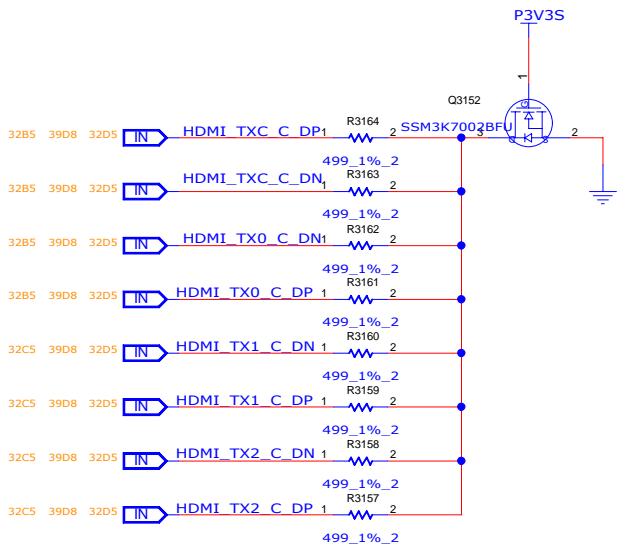 P3V3S
1
Q3152
G
SSM3K7002BFU
D
S
3
2
32B5 39D8 32D5 IN HDMI_TXC_C_DP 1 R3164 2
499_1%_2
32B5 39D8 32D5 IN HDMI_TXC_C_DN 1 R3163 2
499_1%_2
32B5 39D8 32D5 IN HDMI_TX0_C_DN 1 R3162 2
499_1%_2
32B5 39D8 32D5 IN HDMI_TX0_C_DP 1 R3161 2
499_1%_2
32C5 39D8 32D5 IN HDMI_TX1_C_DN 1 R3160 2
499_1%_2
32C5 39D8 32D5 IN HDMI_TX1_C_DP 1 R3159 2
499_1%_2
32C5 39D8 32D5 IN HDMI_TX2_C_DN 1 R3158 2
499_1%_2
32C5 39D8 32D5 IN HDMI_TX2_C_DP 1 R3157 2
499_1%_2